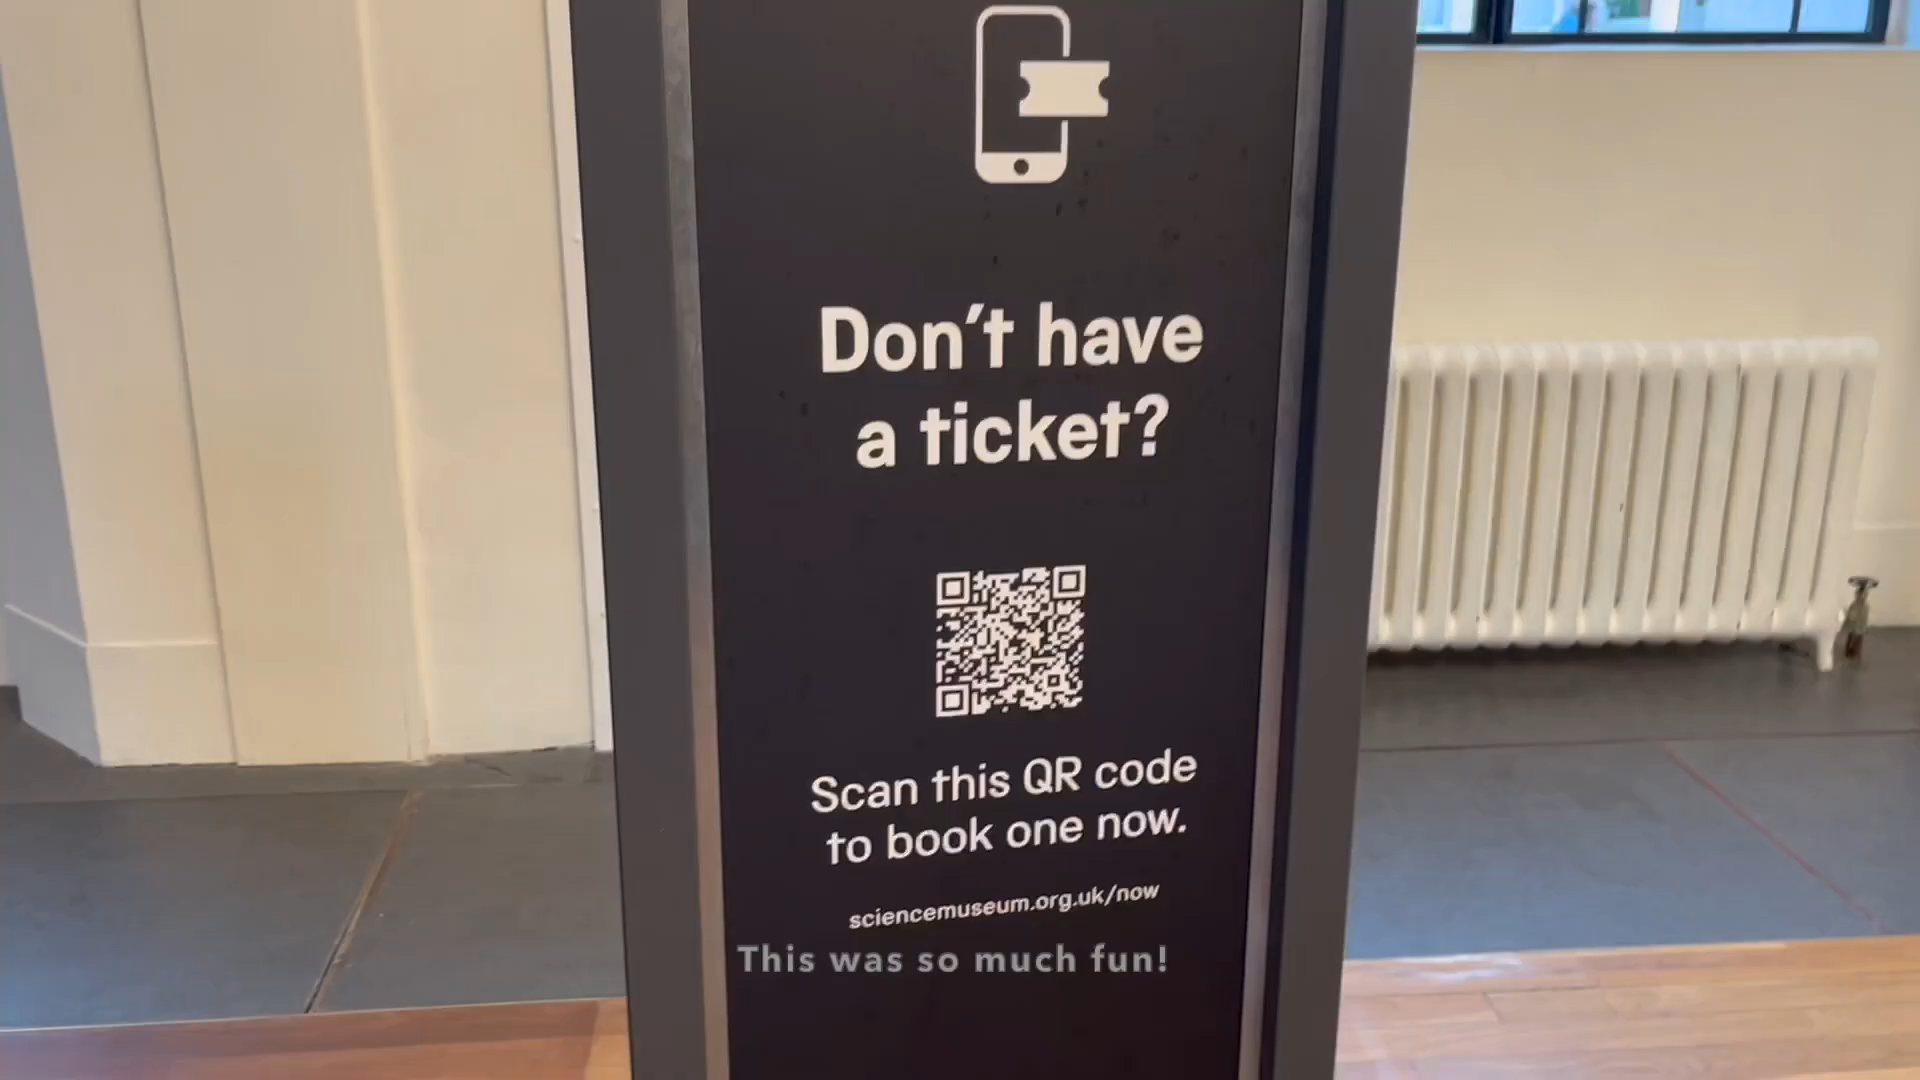 Don't have
a ticket?
Scan this QR code
to book one now.
sciencemuseum.org.uk/now
This was so much fun!